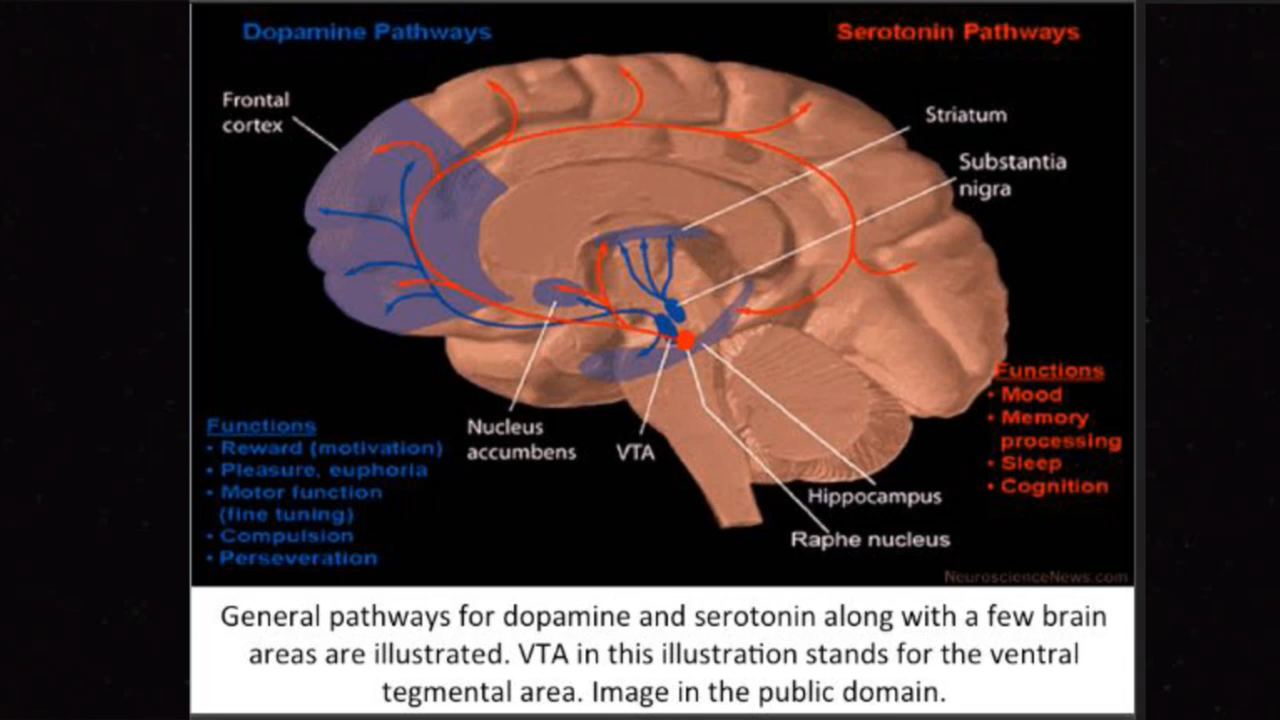 Dopamine Pathways
Serotonin Pathways
Frontal
cortex
Striatum
Substantia
nigra
Nucleus
accumbens
VTA
Hippocampus
Raphe nucleus
Functions
• Reward (motivation)
• Pleasure, euphoria
• Motor function
(fine tuning)
• Compulsion
• Perseveration
Functions
• Mood
• Memory
processing
• Sleep
• Cognition
NeuroscienceNews.com
General pathways for dopamine and serotonin along with a few brain
areas are illustrated. VTA in this illustration stands for the ventral
tegmental area. Image in the public domain.